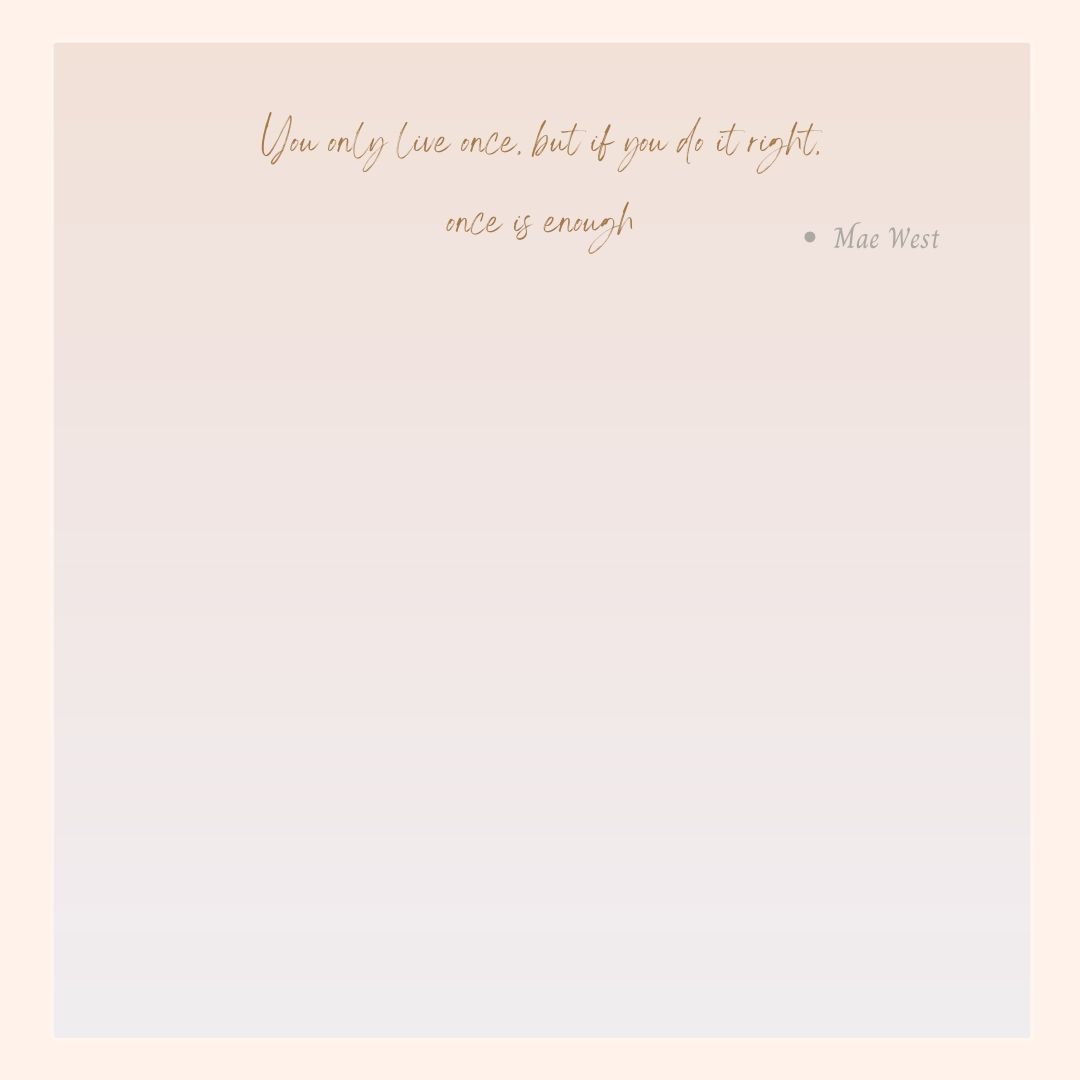 You only live once, but if you do it right,
once is enough
• Mae West